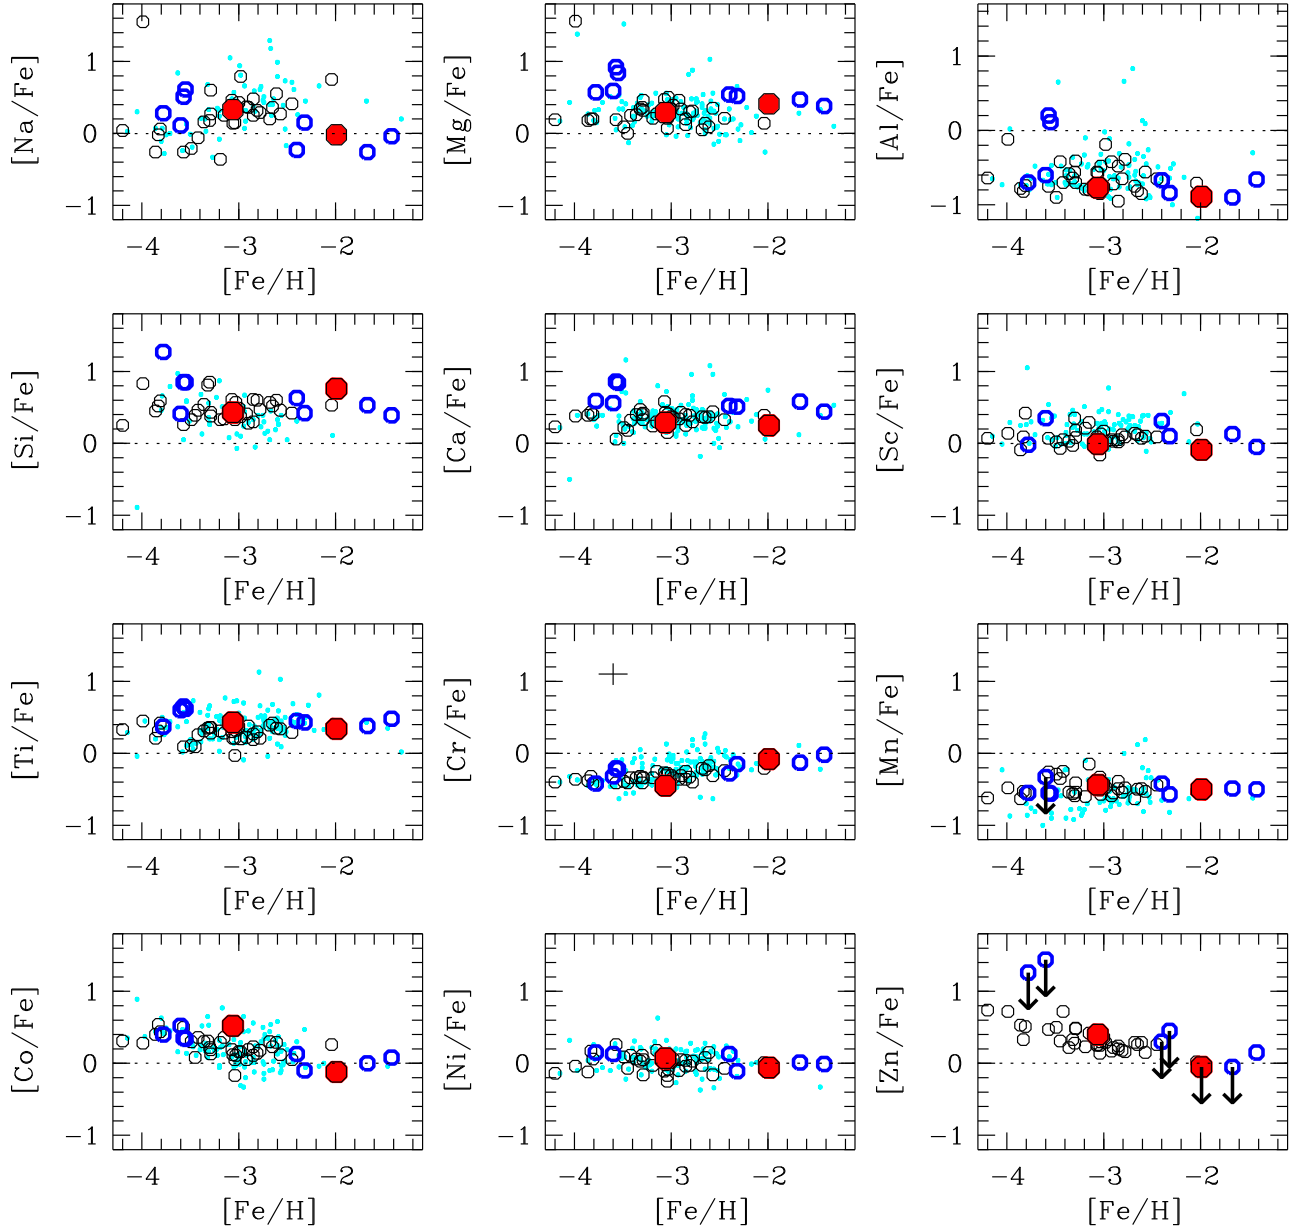 [Na/Fe] 1 0 −1
−4 −3 −2
[Fe/H]
[Mg/Fe] 1 0 −1
−4 −3 −2
[Fe/H]
[Al/Fe] 1 0 −1
−4 −3 −2
[Fe/H]
[Si/Fe] 1 0 −1
−4 −3 −2
[Fe/H]
[Ca/Fe] 1 0 −1
−4 −3 −2
[Fe/H]
[Sc/Fe] 1 0 −1
−4 −3 −2
[Fe/H]
[Ti/Fe] 1 0 −1
−4 −3 −2
[Fe/H]
[Cr/Fe] 1 0 −1
−4 −3 −2
[Fe/H]
[Mn/Fe] 1 0 −1
−4 −3 −2
[Fe/H]
[Co/Fe] 1 0 −1
−4 −3 −2
[Fe/H]
[Ni/Fe] 1 0 −1
−4 −3 −2
[Fe/H]
[Zn/Fe] 1 0 −1
−4 −3 −2
[Fe/H]